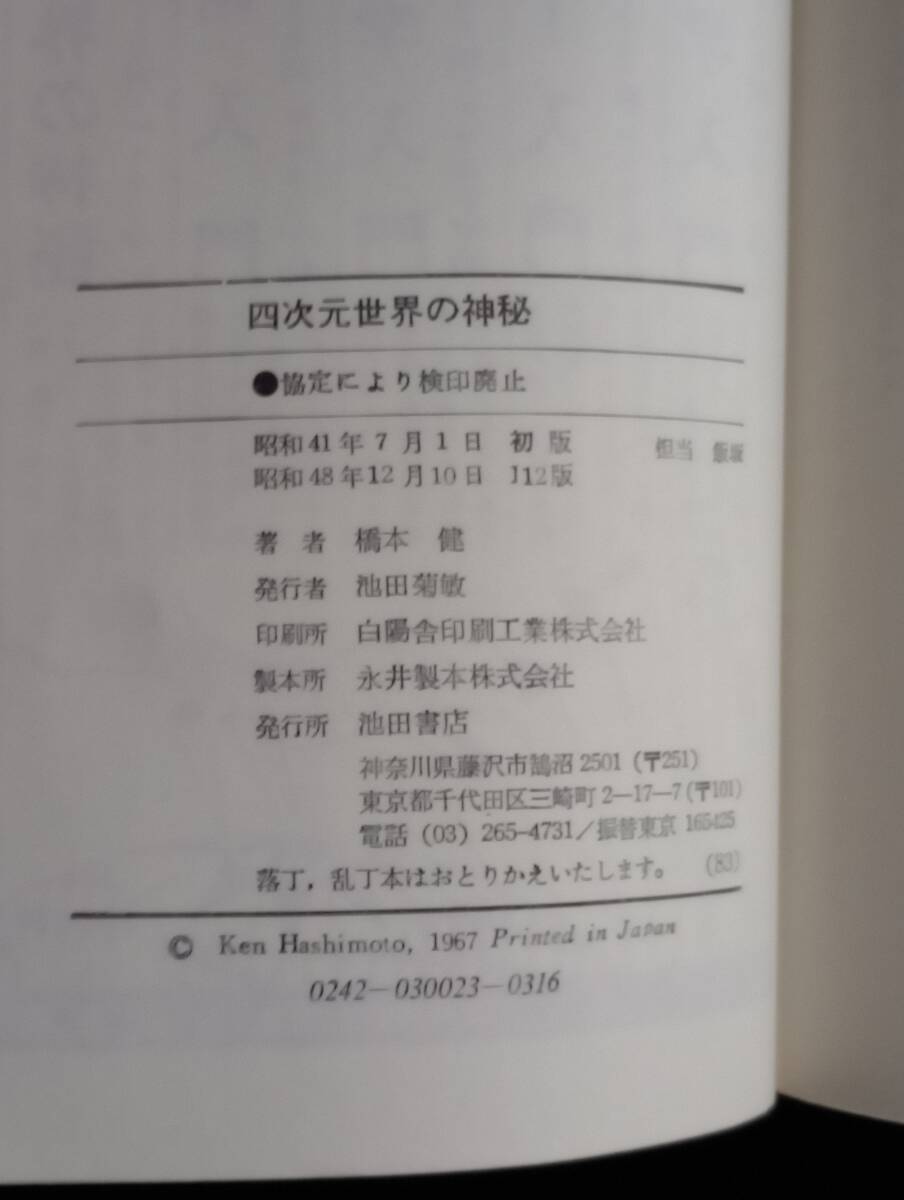 四次元世界の神秘
●協定により検印廃止
昭和41年7月1日 初版 担当 飯坂
昭和48年12月10日 112版
著者 橋本 健
発行者 池田菊敏
印刷所 白陽舎印刷工業株式会社
製本所 永井製本株式会社
発行所 池田書店
神奈川県藤沢市鵠沼2501（〒251）
東京都千代田区三崎町2—17—7（〒101）
電話（03）265-4731／振替東京 165425
落丁，乱丁本はおとりかえいたします。 (83)
© Ken Hashimoto, 1967 Printed in Japan
0242—030023—0316